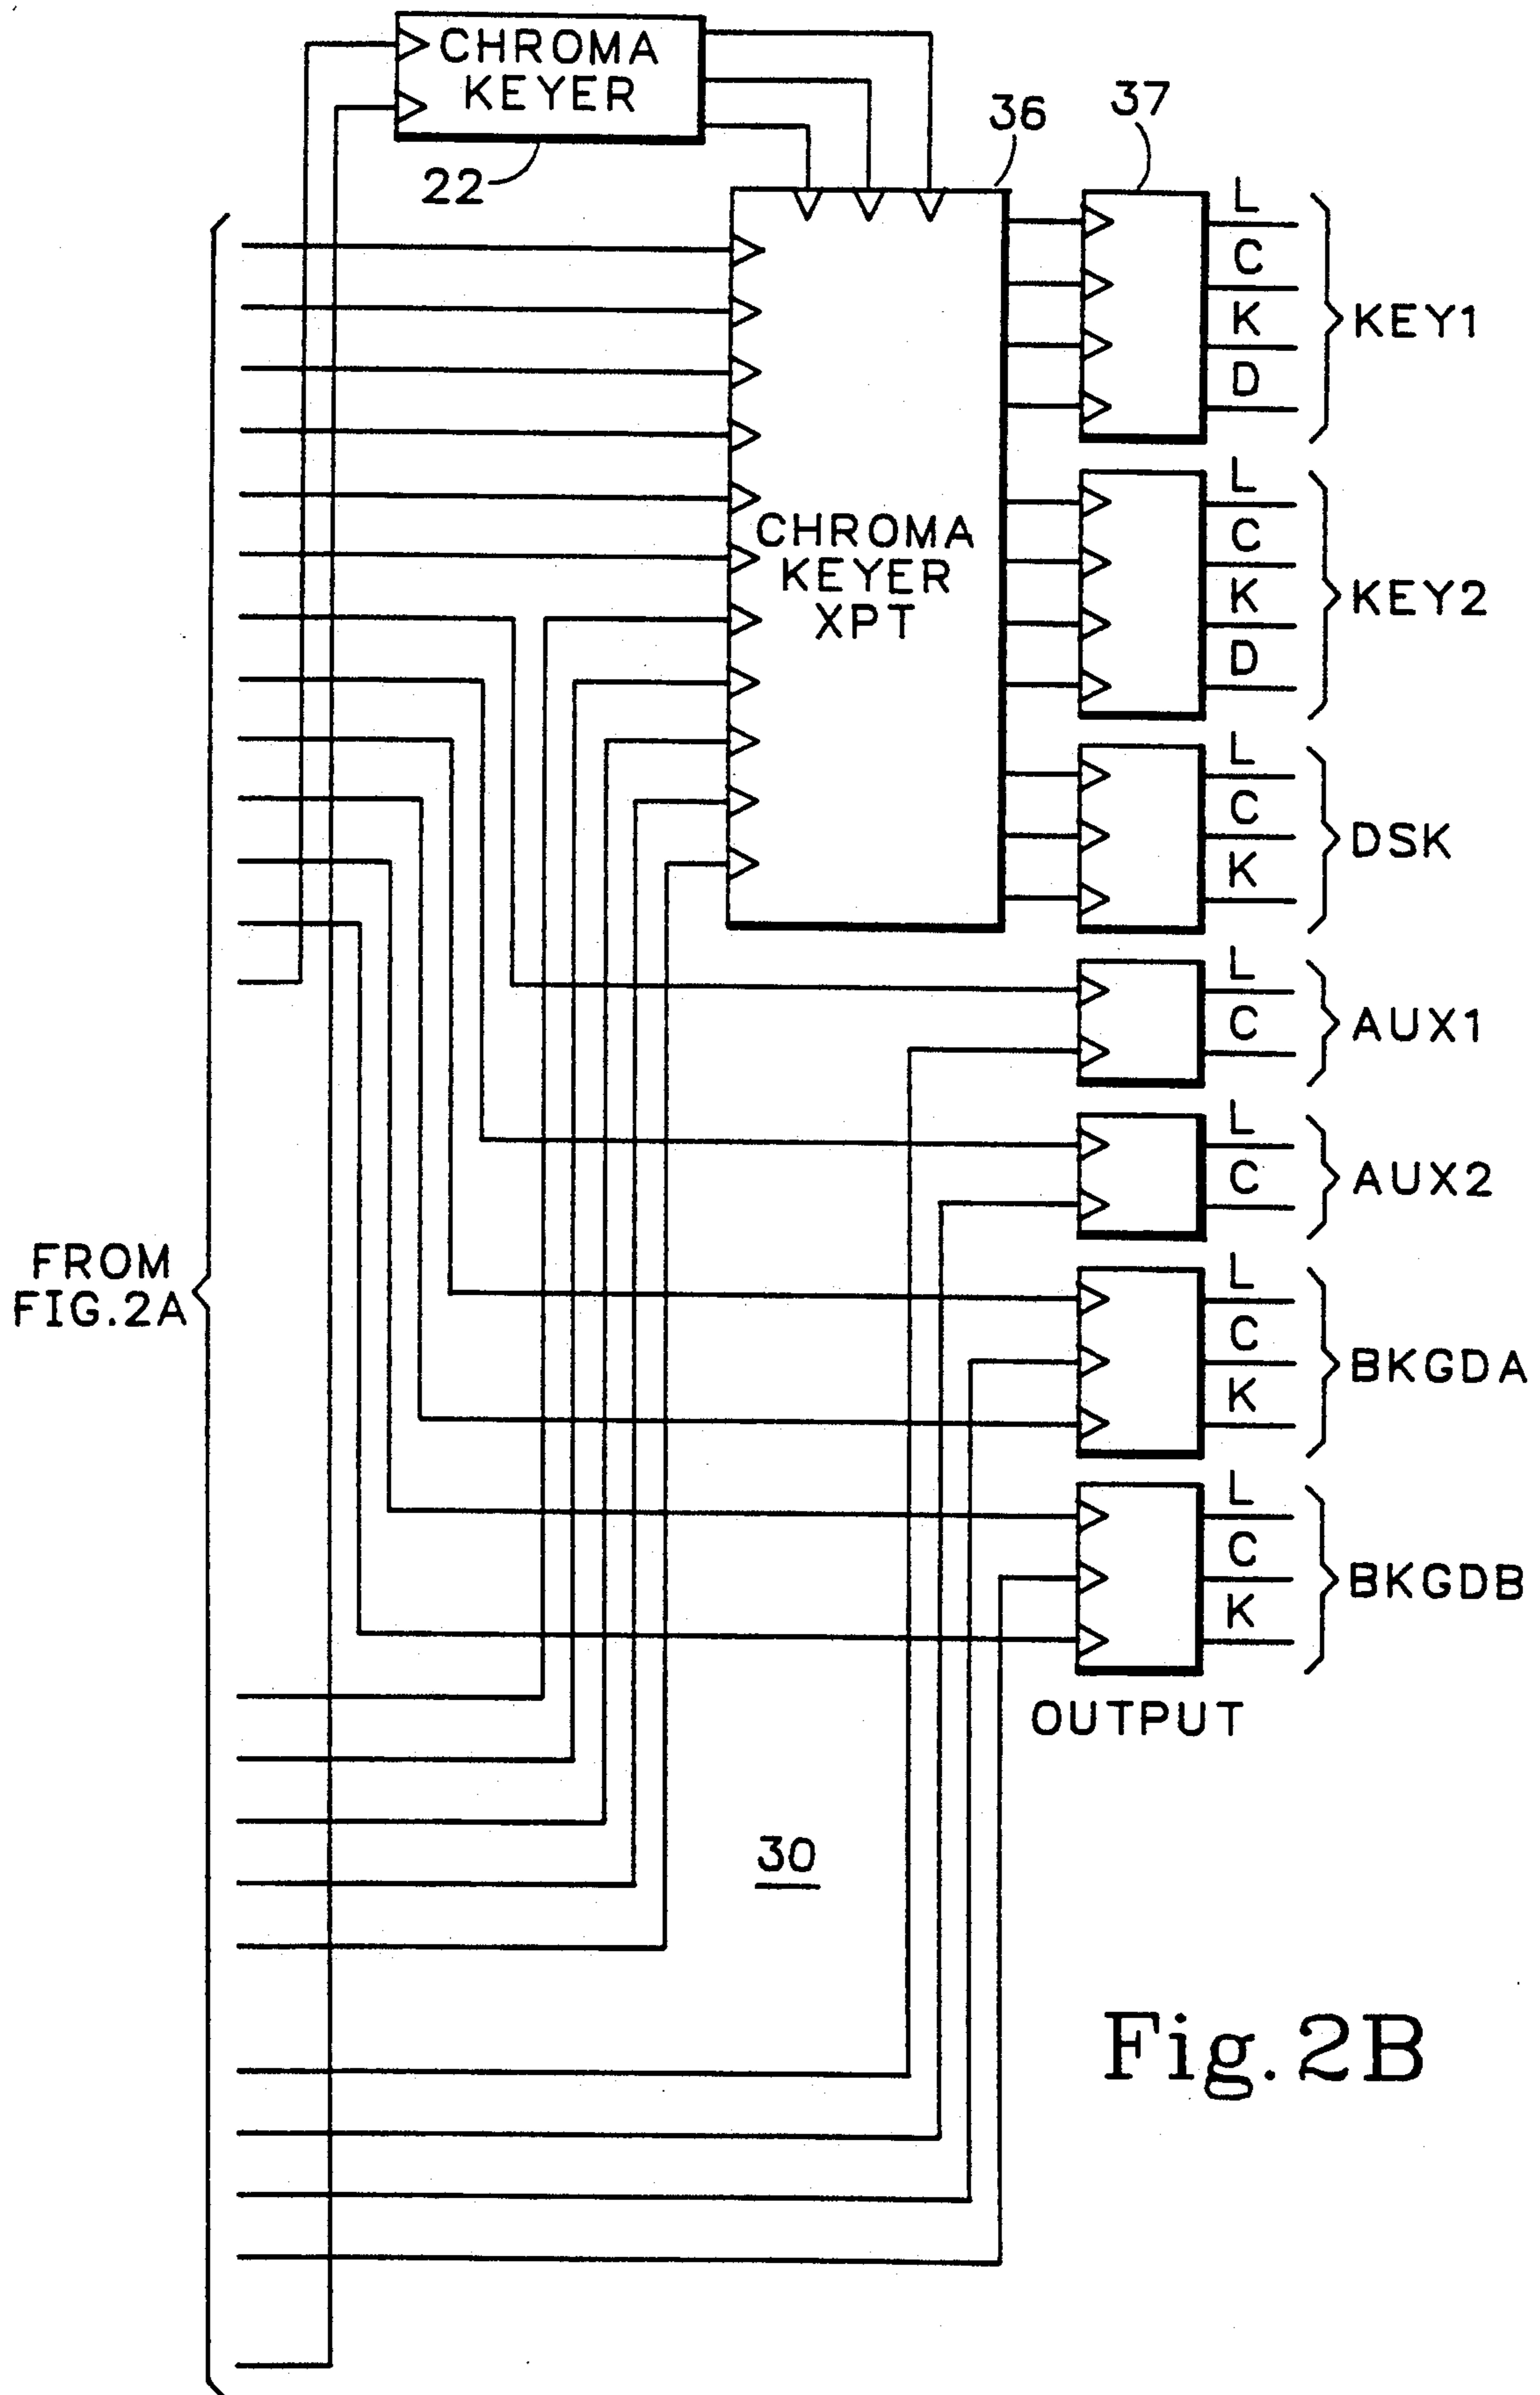 CHROMA
KEYER
22
36
37
CHROMA
KEYER
XPT
L
C
K
D
KEY1
L
C
K
D
KEY2
L
C
K
DSK
L
C
AUX1
L
C
AUX2
L
C
K
BKGDA
L
C
K
BKGDB
FROM
FIG.2A
OUTPUT
30
Fig. 2B